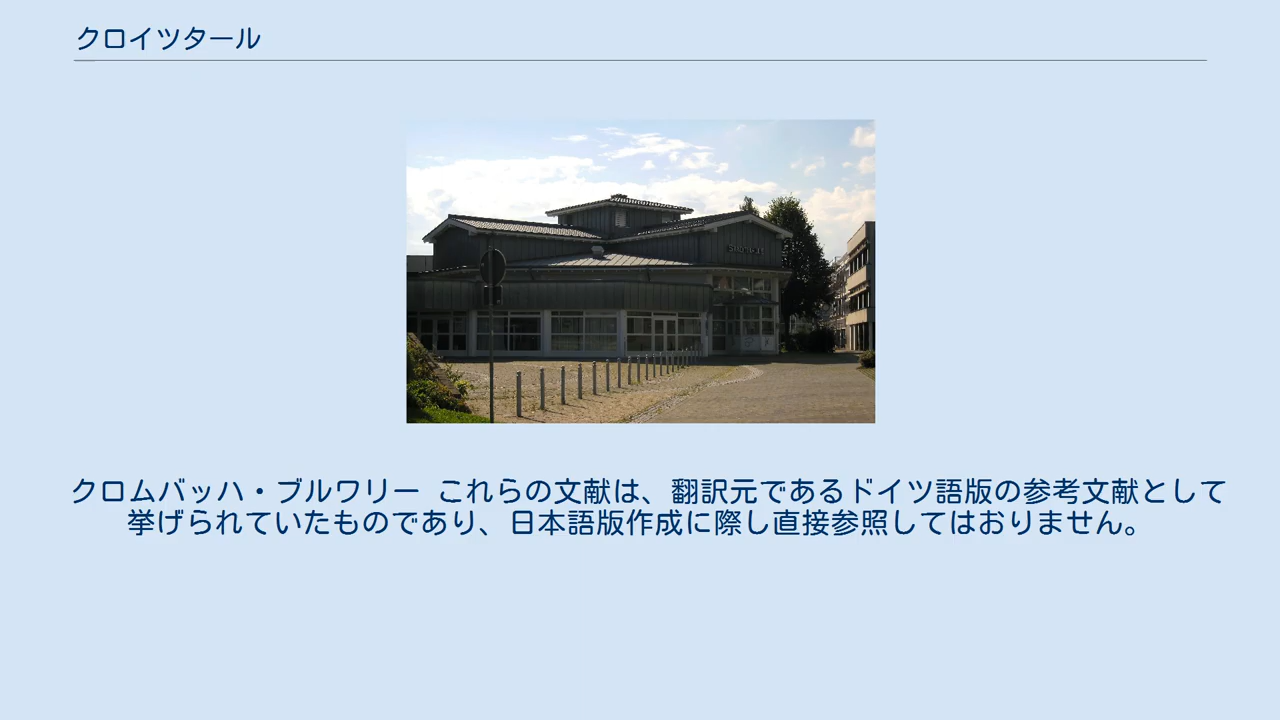 クロイツタール
クロムバッハ・ブルワリー これらの文献は、翻訳元であるドイツ語版の参考文献として
挙げられていたものであり、日本語版作成に際し直接参照してはおりません。